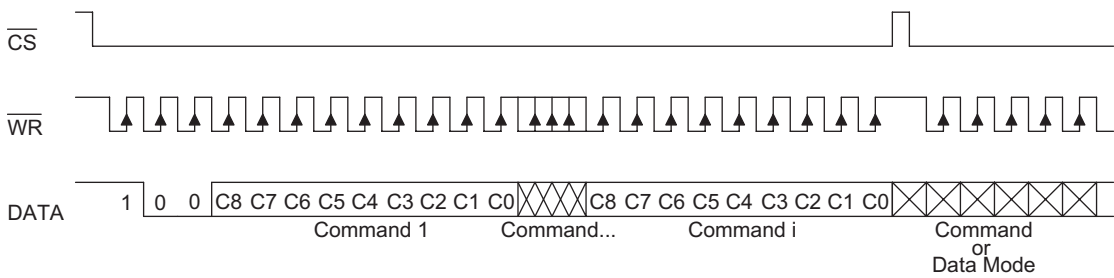 CS
WR
DATA 1 0 0 C8 C7 C6 C5 C4 C3 C2 C1 C0 C8 C7 C6 C5 C4 C3 C2 C1 C0
Command 1 Command... Command i Command
or
Data Mode